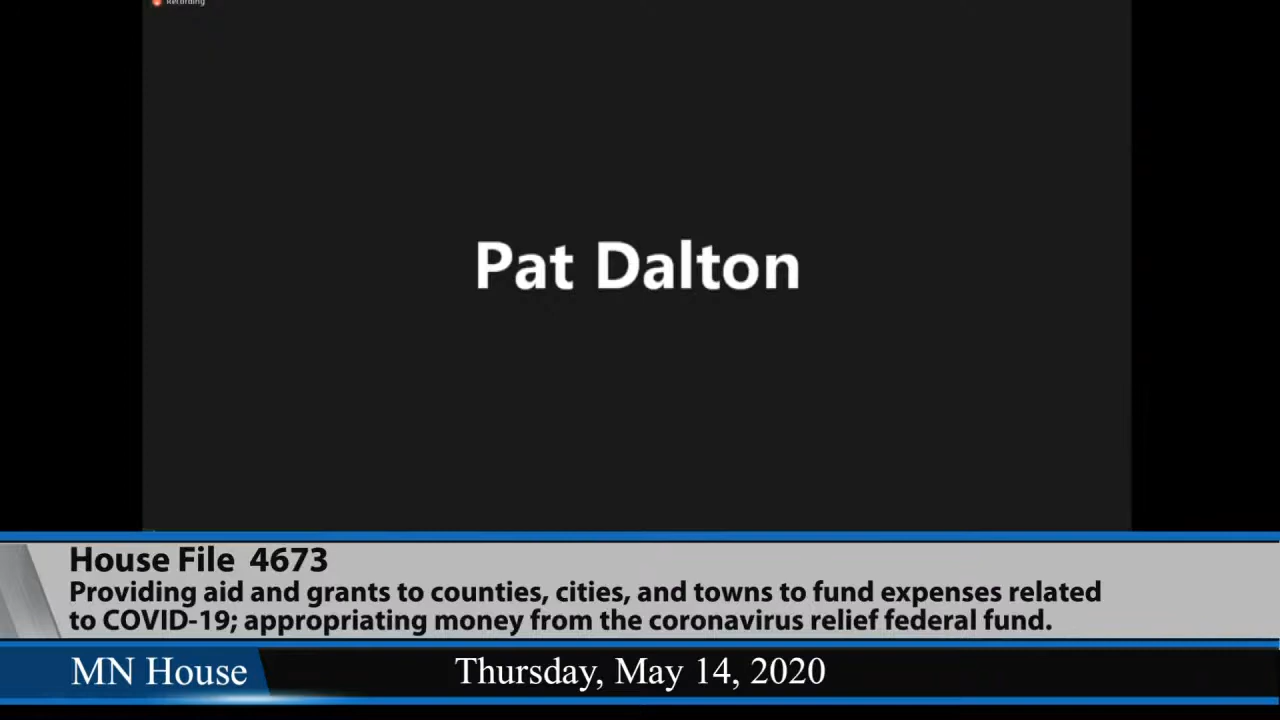 Recording
Pat Dalton
House File 4673
Providing aid and grants to counties, cities, and towns to fund expenses related
to COVID-19; appropriating money from the coronavirus relief federal fund.
MN House
Thursday, May 14, 2020